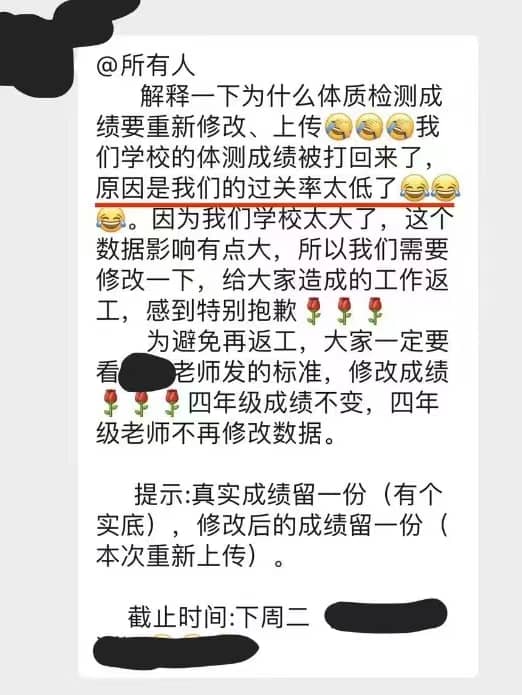 @所有人
解释一下为什么体质检测成
绩要重新修改、上传🤣🤣🤣我
们学校的体测成绩被打回来了，
原因是我们的过关率太低了😂😂
😂。因为我们学校太大了，这个
数据影响有点大，所以我们需要
修改一下，给大家造成的工作返
工，感到特别抱歉🌹🌹🌹
为避免再返工，大家一定要
看老师发的标准，修改成绩
🌹🌹🌹四年级成绩不变，四年
级老师不再修改数据。
提示:真实成绩留一份（有个
实底），修改后的成绩留一份（
本次重新上传）。
截止时间:下周二